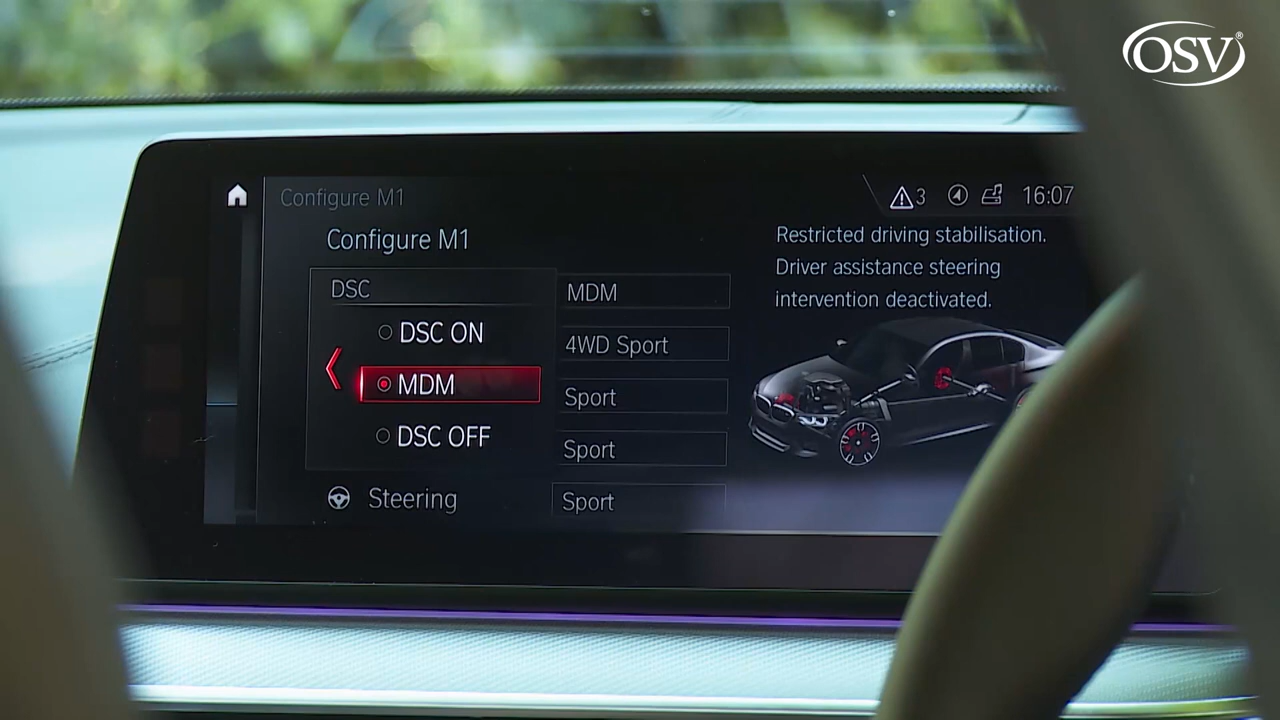 OSV®
Configure M1
3
16:07
Configure M1
DSC
DSC ON
MDM
DSC OFF
Steering
MDM
4WD Sport
Sport
Sport
Sport
Restricted driving stabilisation.
Driver assistance steering
intervention deactivated.